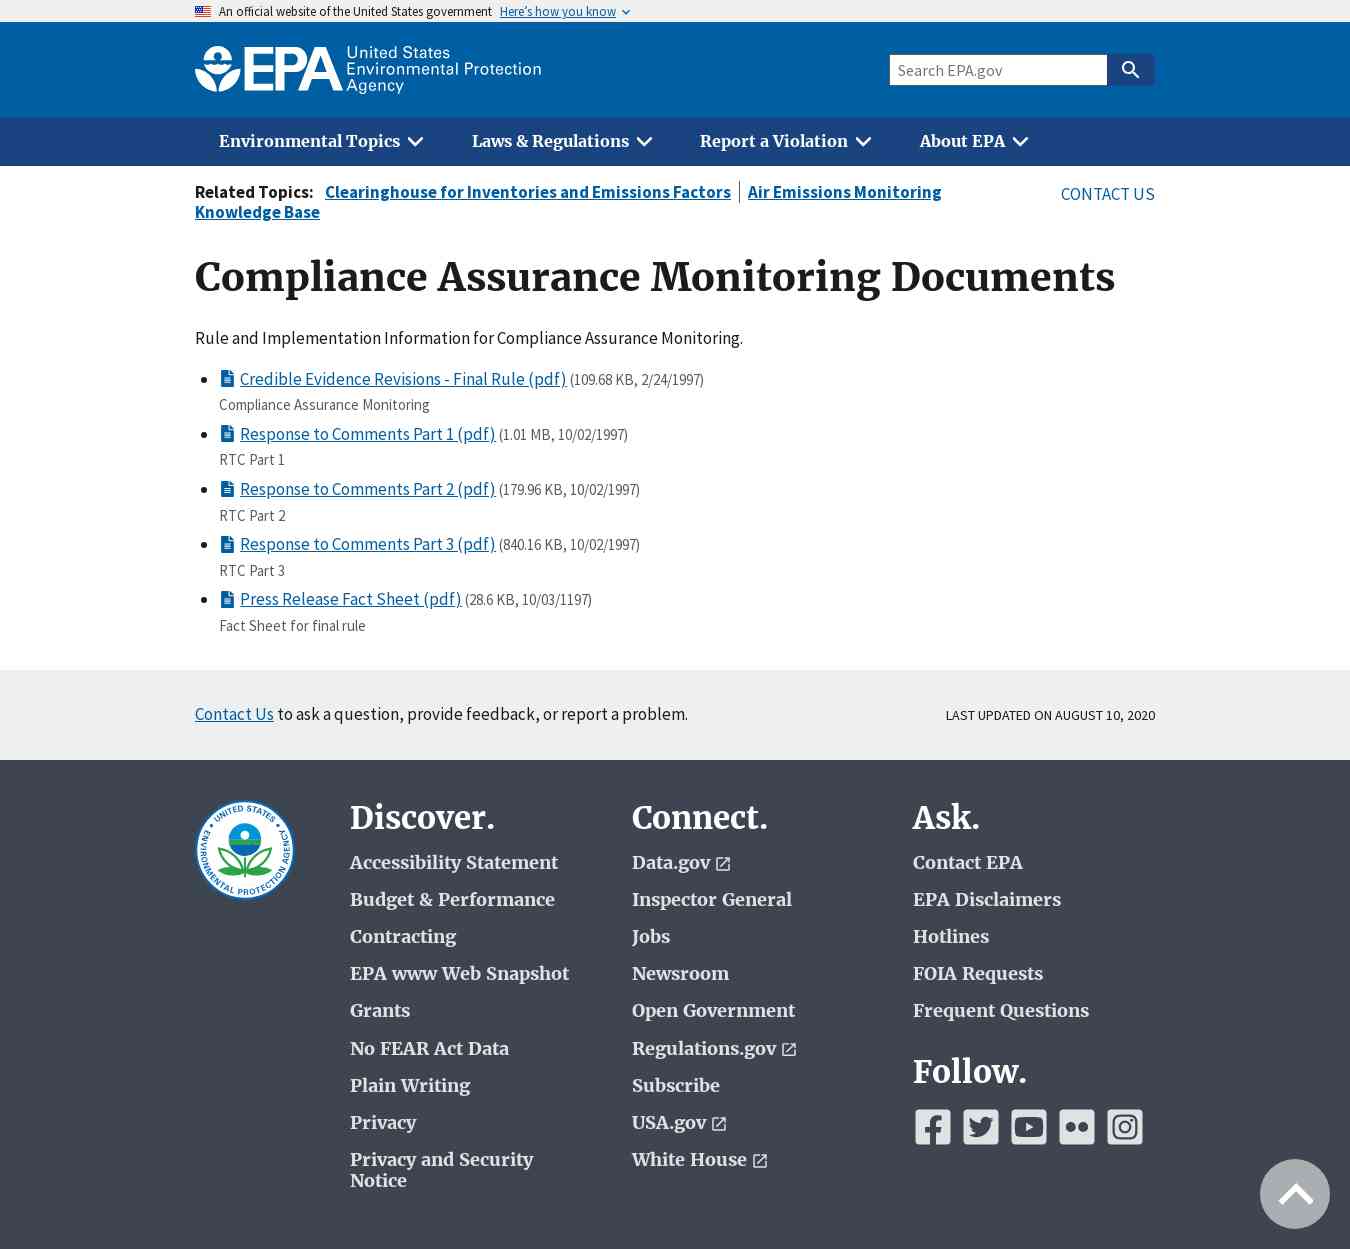 An official website of the United States government Here's how you know
EPA United States
Environmental Protection
Agency
Search EPA.gov
Environmental Topics Laws & Regulations Report a Violation About EPA
Related Topics: Clearinghouse for Inventories and Emissions Factors Air Emissions Monitoring
Knowledge Base
CONTACT US
Compliance Assurance Monitoring Documents
Rule and Implementation Information for Compliance Assurance Monitoring.
Credible Evidence Revisions - Final Rule (pdf) (109.68 KB, 2/24/1997)
Compliance Assurance Monitoring
Response to Comments Part 1 (pdf) (1.01 MB, 10/02/1997)
RTC Part 1
Response to Comments Part 2 (pdf) (179.96 KB, 10/02/1997)
RTC Part 2
Response to Comments Part 3 (pdf) (840.16 KB, 10/02/1997)
RTC Part 3
Press Release Fact Sheet (pdf) (28.6 KB, 10/03/1197)
Fact Sheet for final rule
Contact Us to ask a question, provide feedback, or report a problem.
LAST UPDATED ON AUGUST 10, 2020
UNITED STATES
ENVIRONMENTAL PROTECTION AGENCY
Discover.
Accessibility Statement
Budget & Performance
Contracting
EPA www Web Snapshot
Grants
No FEAR Act Data
Plain Writing
Privacy
Privacy and Security
Notice
Connect.
Data.gov
Inspector General
Jobs
Newsroom
Open Government
Regulations.gov
Subscribe
USA.gov
White House
Ask.
Contact EPA
EPA Disclaimers
Hotlines
FOIA Requests
Frequent Questions
Follow.